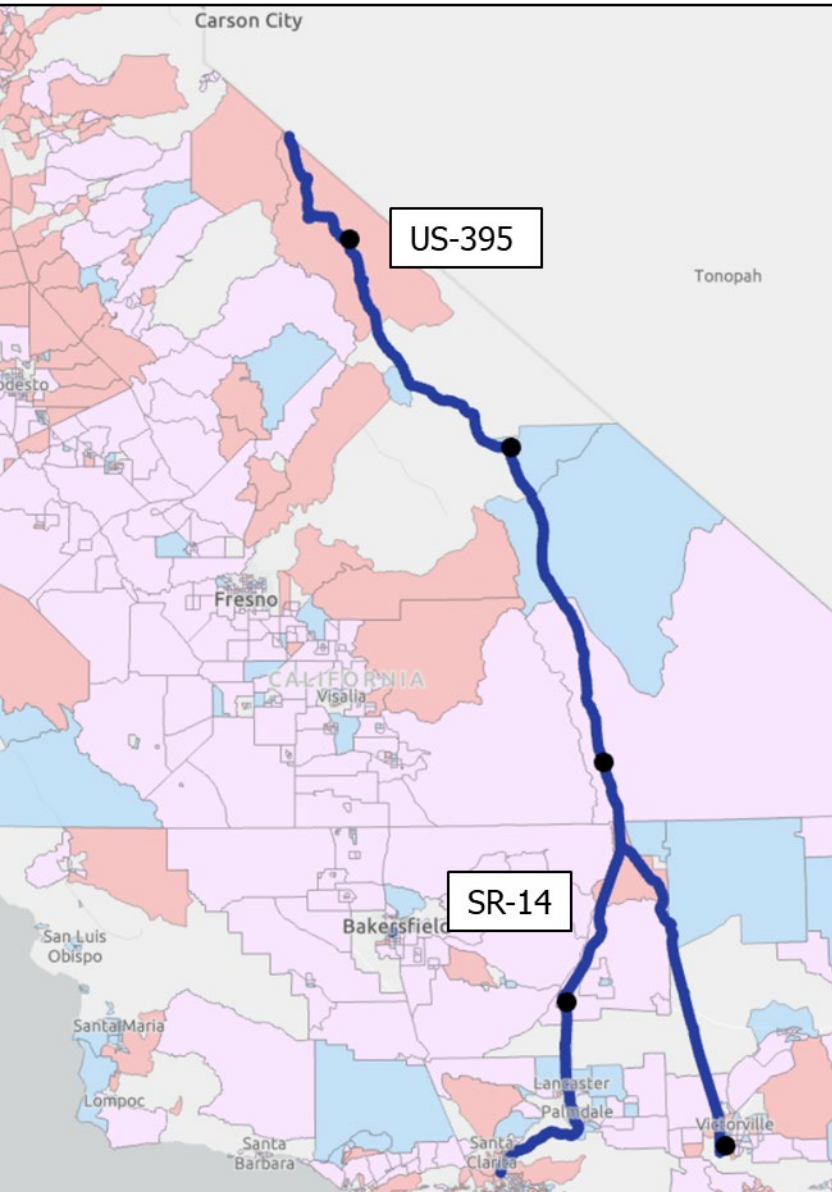 Carson City
US-395
Tonopah
odesto
Fresno
CALIFORNIA
Visalia
SR-14
Bakersfield
San Luis
Obispo
Santa Maria
Lancaster
Lompoc
Palmdale
Victorville
Santa
Barbara
Santa
Clarita